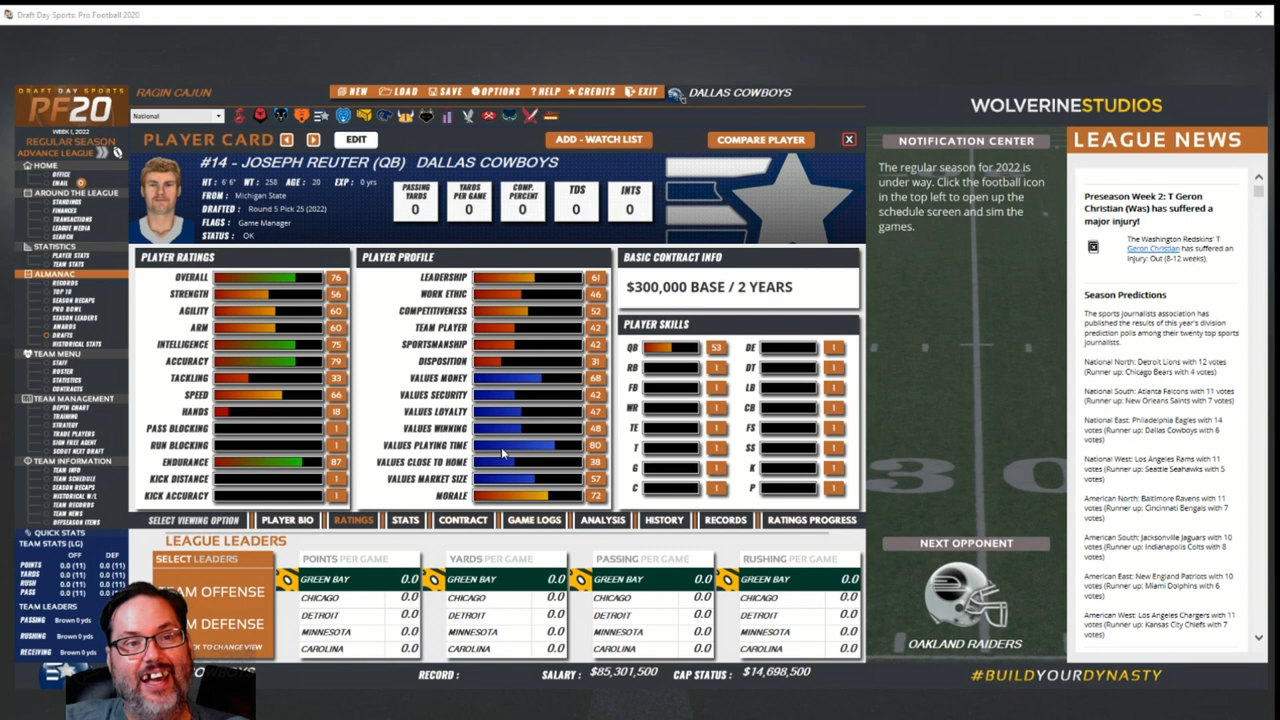 Draft Day Sports: Pro Football 2020
DRAFT DAY SPORTS
PF20
WEEK 1, 2022
REGULAR SEASON
ADVANCE LEAGUE
RAGIN CAJUN
NEW LOAD SAVE OPTIONS ? HELP CREDITS EXIT
DALLAS COWBOYS
National
WOLVERINESTUDIOS
HOME
OFFICE
EMAIL 0
AROUND THE LEAGUE
STANDINGS
FINANCES
TRANSACTIONS
LEAGUE MEDIA
SEARCH
STATISTICS
PLAYER STATS
TEAM STATS
ALMANAC
RECORDS
TOP 10
SEASON RECAPS
PRO BOWL
SEASON LEADERS
AWARDS
DRAFTS
HISTORICAL STATS
TEAM MENU
STAFF
ROSTER
STATISTICS
CONTRACTS
TEAM MANAGEMENT
DEPTH CHART
TRAINING
STRATEGY
TRADE PLAYERS
SIGN FREE AGENT
SCOUT NEXT DRAFT
TEAM INFORMATION
TEAM INFO
TEAM SCHEDULE
SEASON RECAPS
HISTORICAL W/L
TEAM RECORDS
TEAM NEWS
OFFSEASON ITEMS
QUICK STATS
TEAM STATS (LG)
OFF DEF
POINTS 0.0 (11) 0.0 (11)
YARDS 0.0 (11) 0.0 (11)
RUSH 0.0 (11) 0.0 (11)
PASS 0.0 (11) 0.0 (11)
TEAM LEADERS
PASSING Brown 0 yds
RUSHING Brown 0 yds
RECEIVING Brown 0 yds
PLAYER CARD
EDIT
ADD - WATCH LIST
COMPARE PLAYER
X
#14 - JOSEPH REUTER (QB) DALLAS COWBOYS
HT : 6' 6" WT : 258 AGE : 20 EXP : 0 yrs
FROM : Michigan State
DRAFTED : Round 5 Pick 25 (2022)
FLAGS : Game Manager
STATUS : OK
PASSING YARDS 0
YARDS PER GAME 0
COMP. PERCENT 0
TDS 0
INTS 0
PLAYER RATINGS
OVERALL 76
STRENGTH 56
AGILITY 60
ARM 60
INTELLIGENCE 75
ACCURACY 79
TACKLING 33
SPEED 66
HANDS 18
PASS BLOCKING 1
RUN BLOCKING 1
ENDURANCE 87
KICK DISTANCE 1
KICK ACCURACY 1
PLAYER PROFILE
LEADERSHIP 61
WORK ETHIC 46
COMPETITIVENESS 52
TEAM PLAYER 42
SPORTSMANSHIP 42
DISPOSITION 31
VALUES MONEY 68
VALUES SECURITY 42
VALUES LOYALTY 47
VALUES WINNING 48
VALUES PLAYING TIME 80
VALUES CLOSE TO HOME 38
VALUES MARKET SIZE 57
MORALE 72
BASIC CONTRACT INFO
$300,000 BASE / 2 YEARS
PLAYER SKILLS
QB 53 DE 1
RB 1 DT 1
FB 1 LB 1
WR 1 CB 1
TE 1 FS 1
T 1 SS 1
G 1 K 1
C 1 P 1
SELECT VIEWING OPTION PLAYER BIO RATINGS STATS CONTRACT GAME LOGS ANALYSIS HISTORY RECORDS RATINGS PROGRESS
LEAGUE LEADERS
SELECT LEADERS
AM OFFENSE
M DEFENSE
CK TO CHANGE VIEW
POINTS PER GAME
GREEN BAY 0.0
CHICAGO 0.0
DETROIT 0.0
MINNESOTA 0.0
CAROLINA 0.0
YARDS PER GAME
GREEN BAY 0.0
CHICAGO 0.0
DETROIT 0.0
MINNESOTA 0.0
CAROLINA 0.0
PASSING PER GAME
GREEN BAY 0.0
CHICAGO 0.0
DETROIT 0.0
MINNESOTA 0.0
CAROLINA 0.0
RUSHING PER GAME
GREEN BAY 0.0
CHICAGO 0.0
DETROIT 0.0
MINNESOTA 0.0
CAROLINA 0.0
RECORD : SALARY : $85,301,500 CAP STATUS : $14,698,500
NOTIFICATION CENTER
The regular season for 2022 is
under way. Click the football icon
in the top left to open up the
schedule screen and sim the
games.
30
NEXT OPPONENT
OAKLAND RAIDERS
LEAGUE NEWS
Preseason Week 2: T Geron
Christian (Was) has suffered a
major injury!
The Washington Redskins' T
Geron Christian has suffered an
injury: Out (8-12 weeks).
Season Predictions
The sports journalists association has
published the results of this year's division
prediction polls among their twenty top sports
journalists.
National North: Detroit Lions with 12 votes
(Runner up: Chicago Bears with 4 votes)
National South: Atlanta Falcons with 11 votes
(Runner up: New Orleans Saints with 7 votes)
National East: Philadelphia Eagles with 14
votes (Runner up: Dallas Cowboys with 6
votes)
National West: Los Angeles Rams with 11
votes (Runner up: Seattle Seahawks with 5
votes)
American North: Baltimore Ravens with 11
votes (Runner up: Cincinnati Bengals with 7
votes)
American South: Jacksonville Jaguars with 10
votes (Runner up: Indianapolis Colts with 8
votes)
American East: New England Patriots with 10
votes (Runner up: Miami Dolphins with 6
votes)
American West: Los Angeles Chargers with 11
votes (Runner up: Kansas City Chiefs with 7
votes)
#BUILDYOURDYNASTY